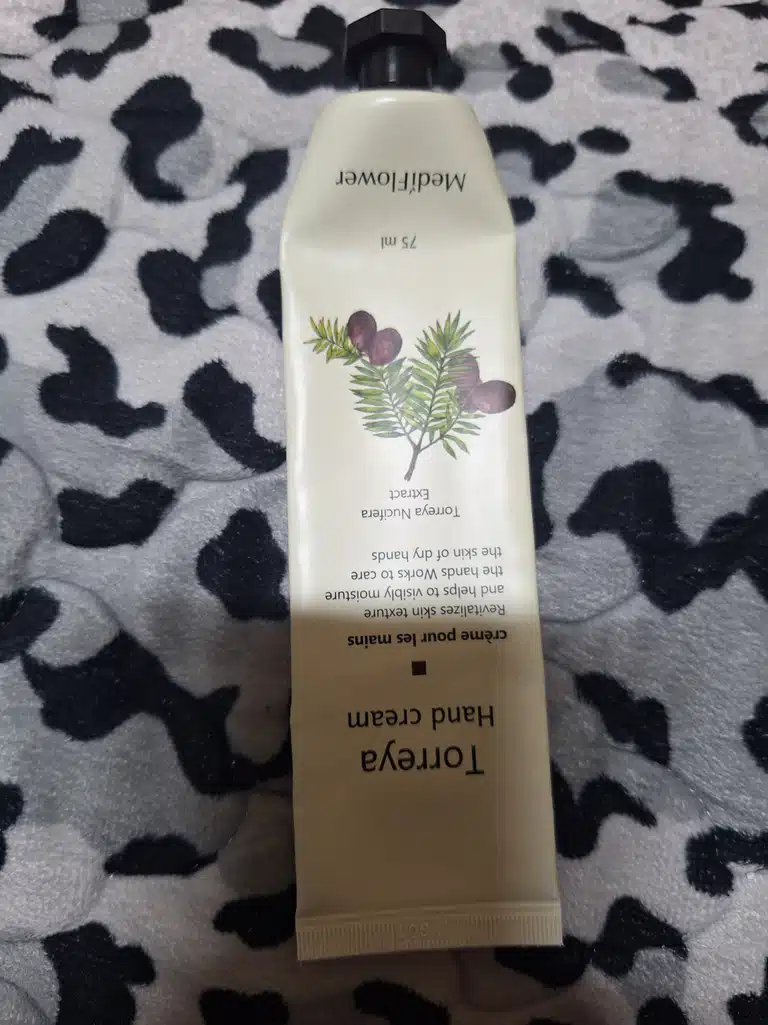 Torreya
Hand cream
crème pour les mains
Revitalizes skin texture
and helps to visibly moisture
the hands Works to care
the skin of dry hands
Torreya Nucifera
Extract
75 ml
MediFlower